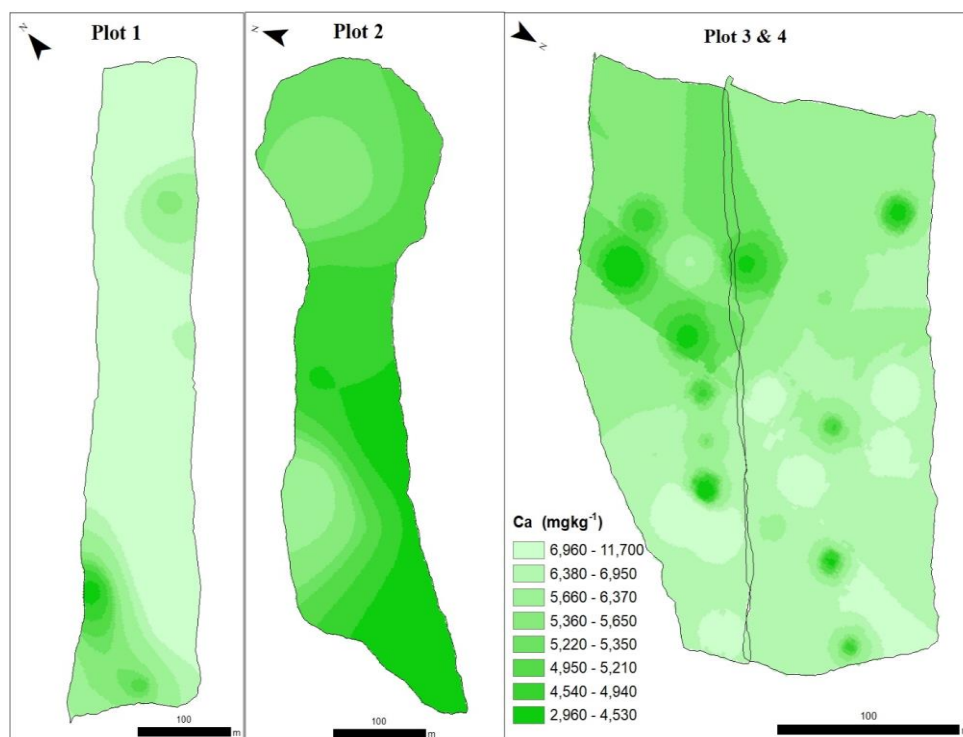 Plot 1
Plot 2
Plot 3 & 4
N
N
N
Ca (mgkg⁻¹)
6,960 - 11,700
6,380 - 6,950
5,660 - 6,370
5,360 - 5,650
5,220 - 5,350
4,950 - 5,210
4,540 - 4,940
2,960 - 4,530
100
m
100
m
100
m